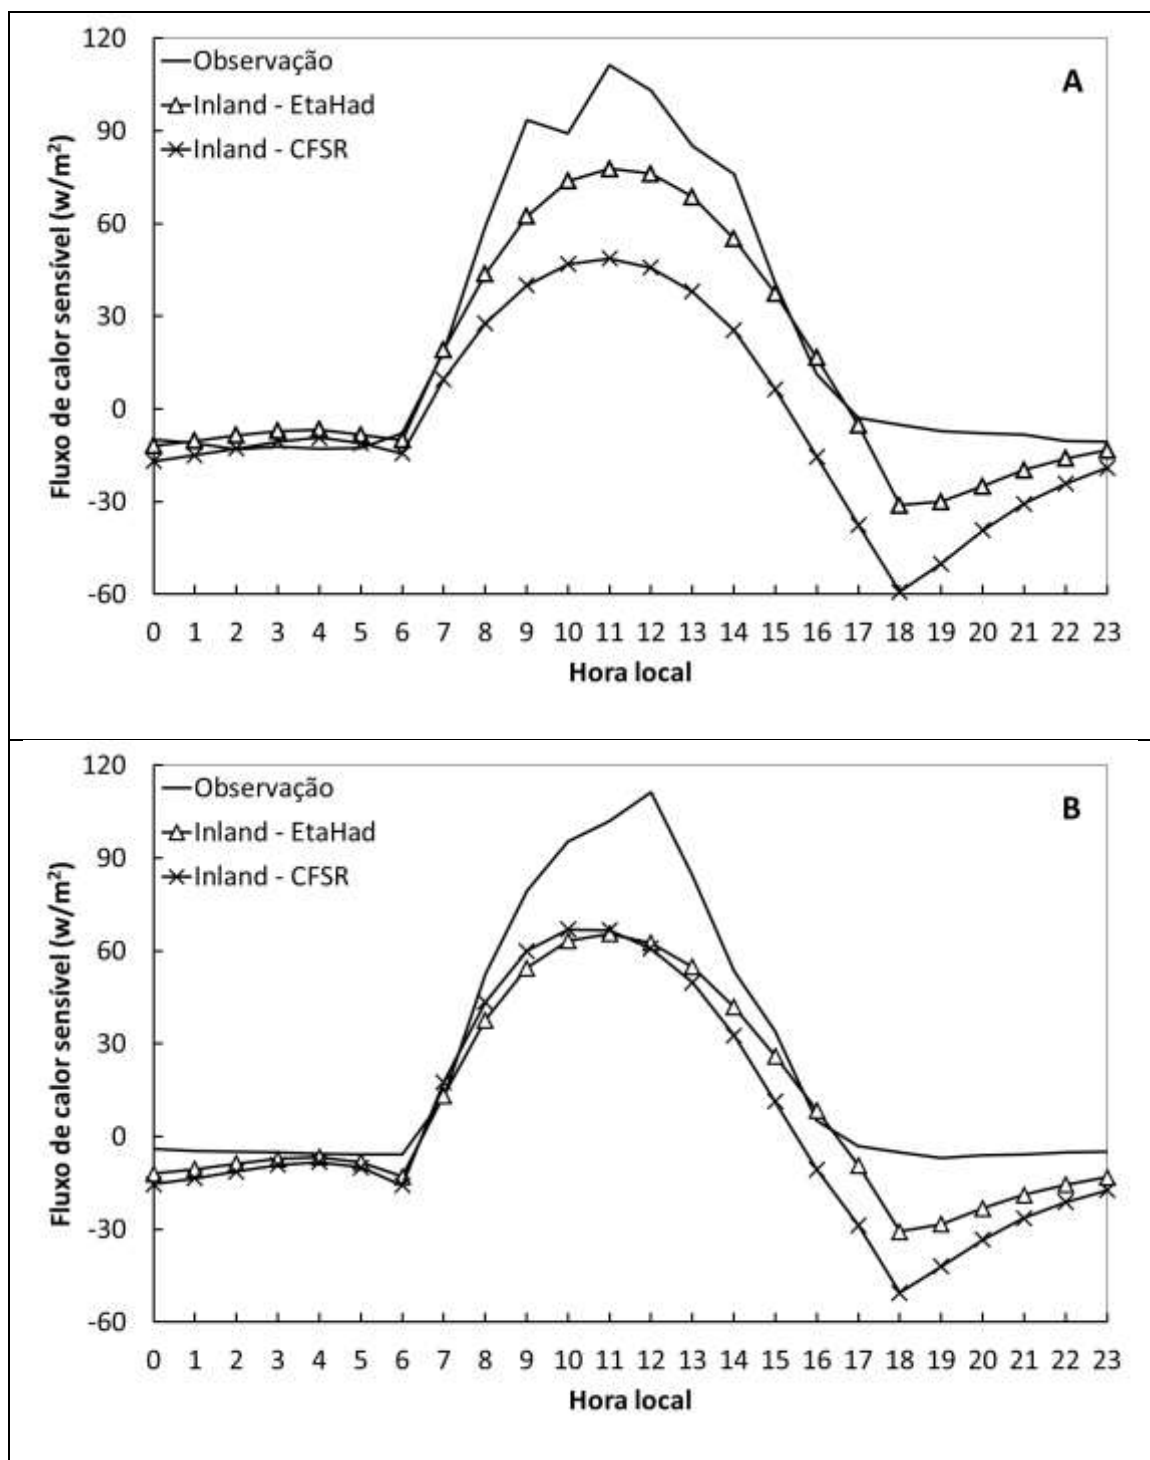 120
90
60
30
0
-30
-60
Fluxo de calor sensível (w/m²)
Observação
Inland - EtaHad
Inland - CFSR
A
0 1 2 3 4 5 6 7 8 9 10 11 12 13 14 15 16 17 18 19 20 21 22 23
Hora local
120
90
60
30
0
-30
-60
Fluxo de calor sensível (w/m²)
Observação
Inland - EtaHad
Inland - CFSR
B
0 1 2 3 4 5 6 7 8 9 10 11 12 13 14 15 16 17 18 19 20 21 22 23
Hora local